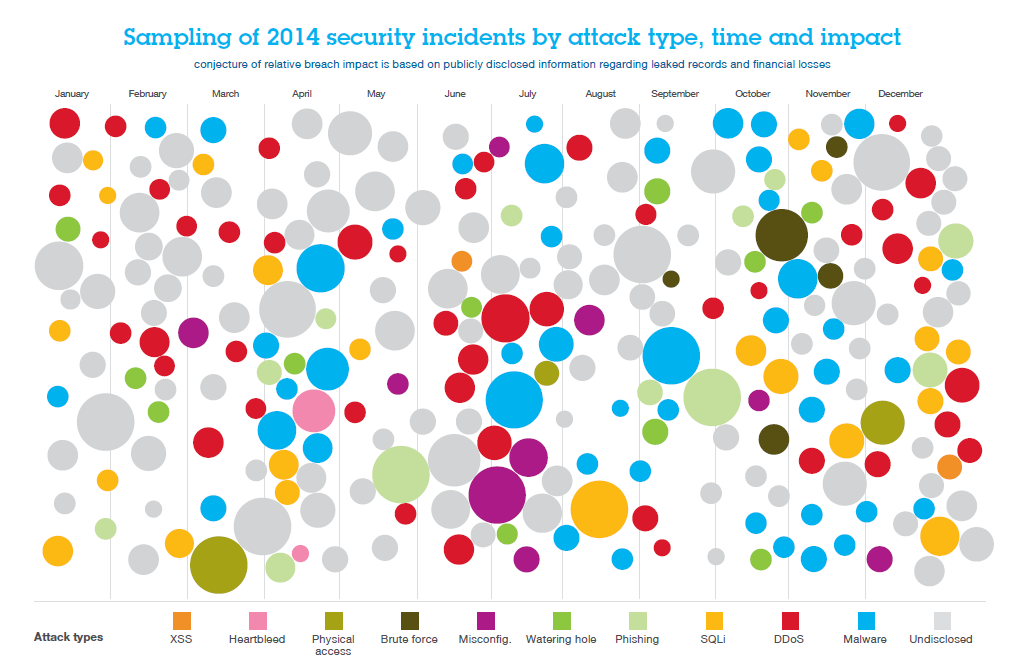 Sampling of 2014 security incidents by attack type, time and impact
conjecture of relative breach impact is based on publicly disclosed information regarding leaked records and financial losses
January February March April May June July August September October November December
Attack types XSS Heartbleed Physical access Brute force Misconfig. Watering hole Phishing SQLi DDoS Malware Undisclosed